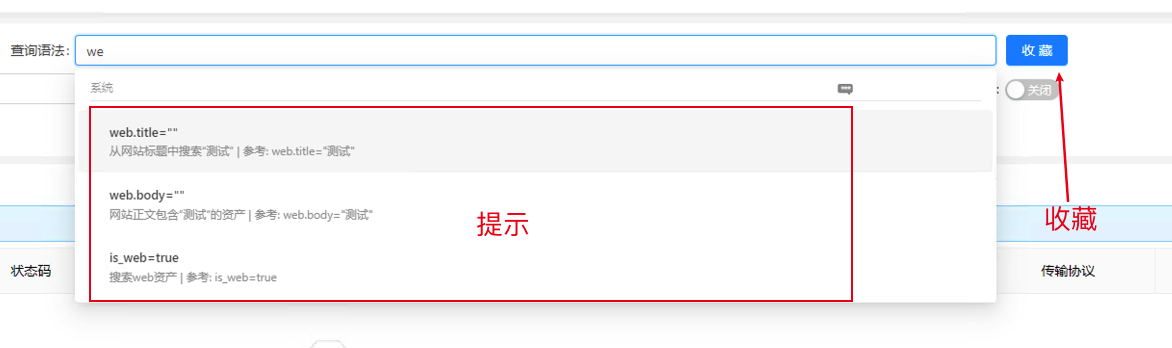 查询语法：
we
收 藏
系统
: 关闭
web.title=""
从网站标题中搜索“测试” | 参考: web.title="测试"
web.body=""
网站正文包含“测试”的资产 | 参考: web.body="测试"
提示
收藏
is_web=true
搜索web资产 | 参考: is_web=true
状态码
传输协议